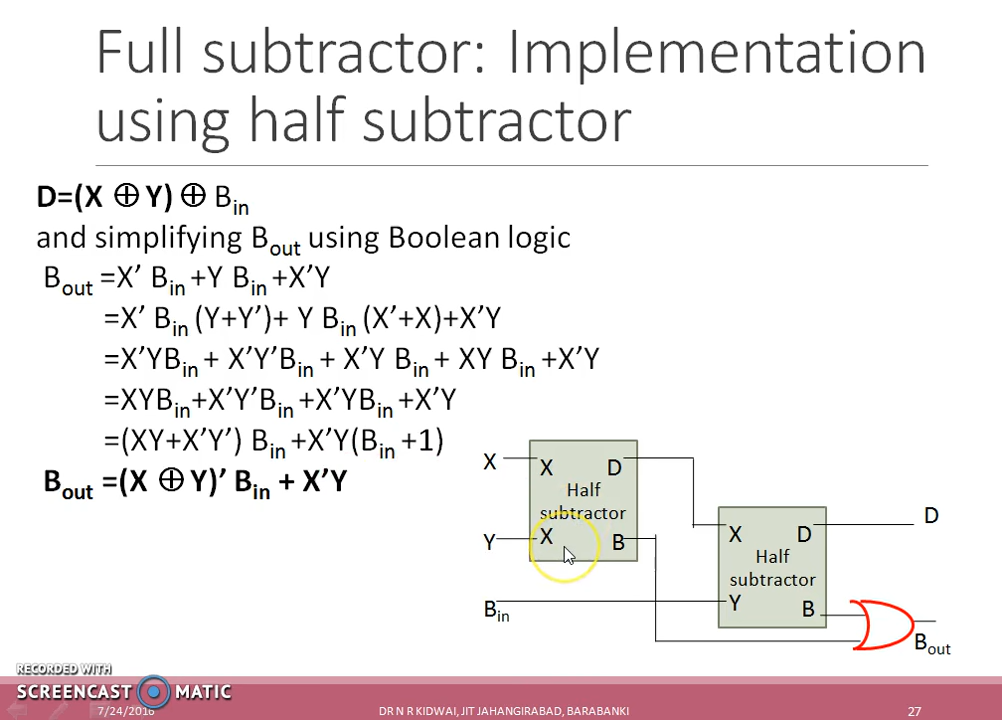 Full subtractor: Implementation
using half subtractor
D=(X ⊕ Y) ⊕ Bin
and simplifying Bout using Boolean logic
Bout =X’ Bin +Y Bin +X’Y
=X’ Bin (Y+Y’)+ Y Bin (X’+X)+X’Y
=X’YBin + X’Y’Bin + X’Y Bin + XY Bin +X’Y
=XYBin+X’Y’Bin +X’YBin +X’Y
=(XY+X’Y’) Bin +X’Y(Bin +1)
Bout =(X ⊕ Y)’ Bin + X’Y
X
X D
Half
subtractor
Y
X B
D
X D
Half
subtractor
Bin
Y B
Bout
RECORDED WITH
SCREENCAST MATIC
7/24/2016
DR N R KIDWAI, JIT JAHANGIRABAD, BARABANKI
27